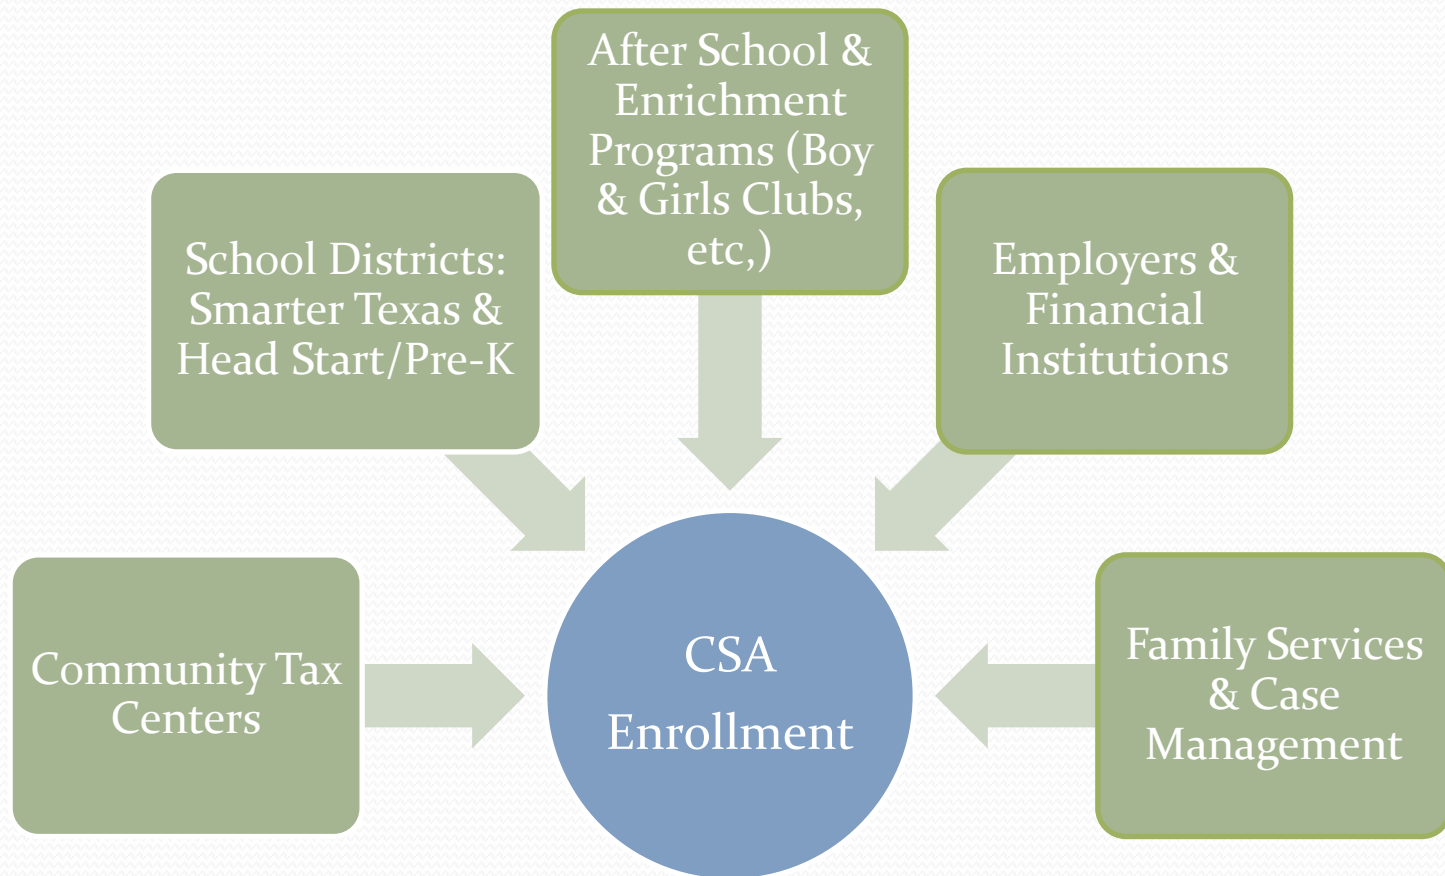 After School &
Enrichment
Programs (Boy
& Girls Clubs,
etc,)
School Districts:
Smarter Texas &
Head Start/Pre-K
Employers &
Financial
Institutions
Community Tax
Centers
CSA
Enrollment
Family Services
& Case
Management